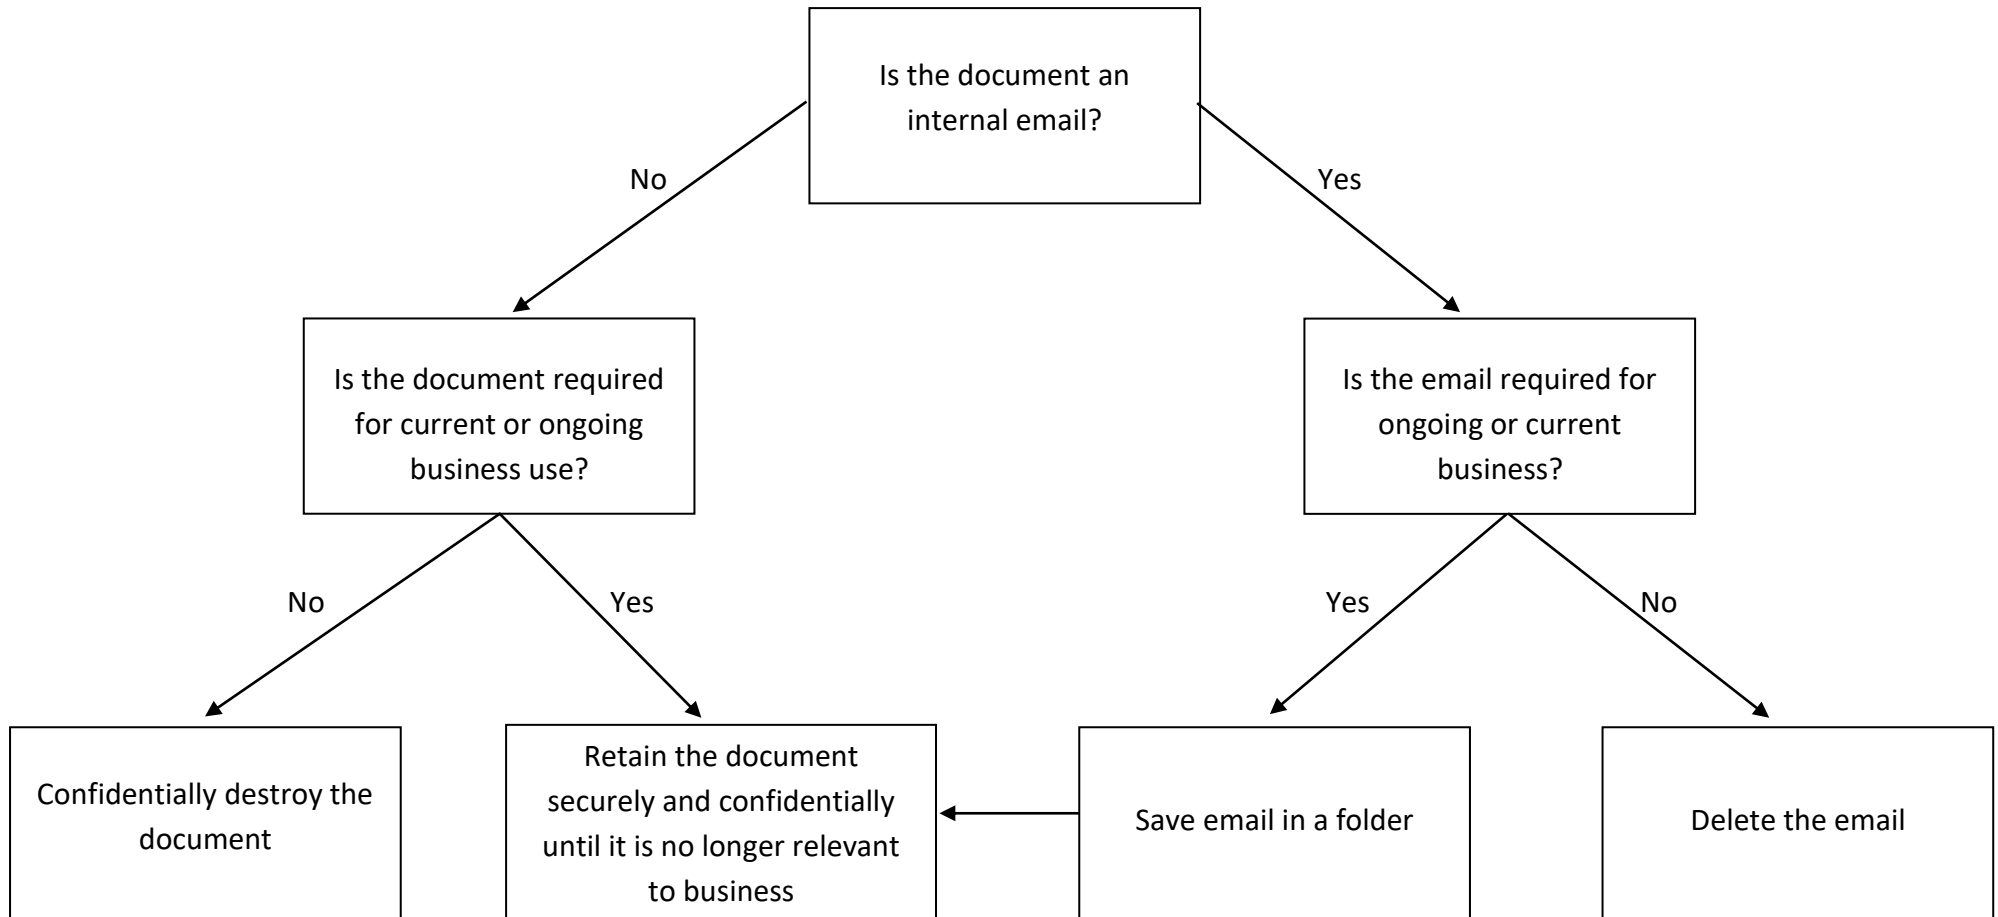 Is the document an
internal email?
No
Yes
Is the document required
for current or ongoing
business use?
Is the email required for
ongoing or current
business?
No
Yes
Yes
No
Confidentially destroy the
document
Retain the document
securely and confidentially
until it is no longer relevant
to business
Save email in a folder
Delete the email